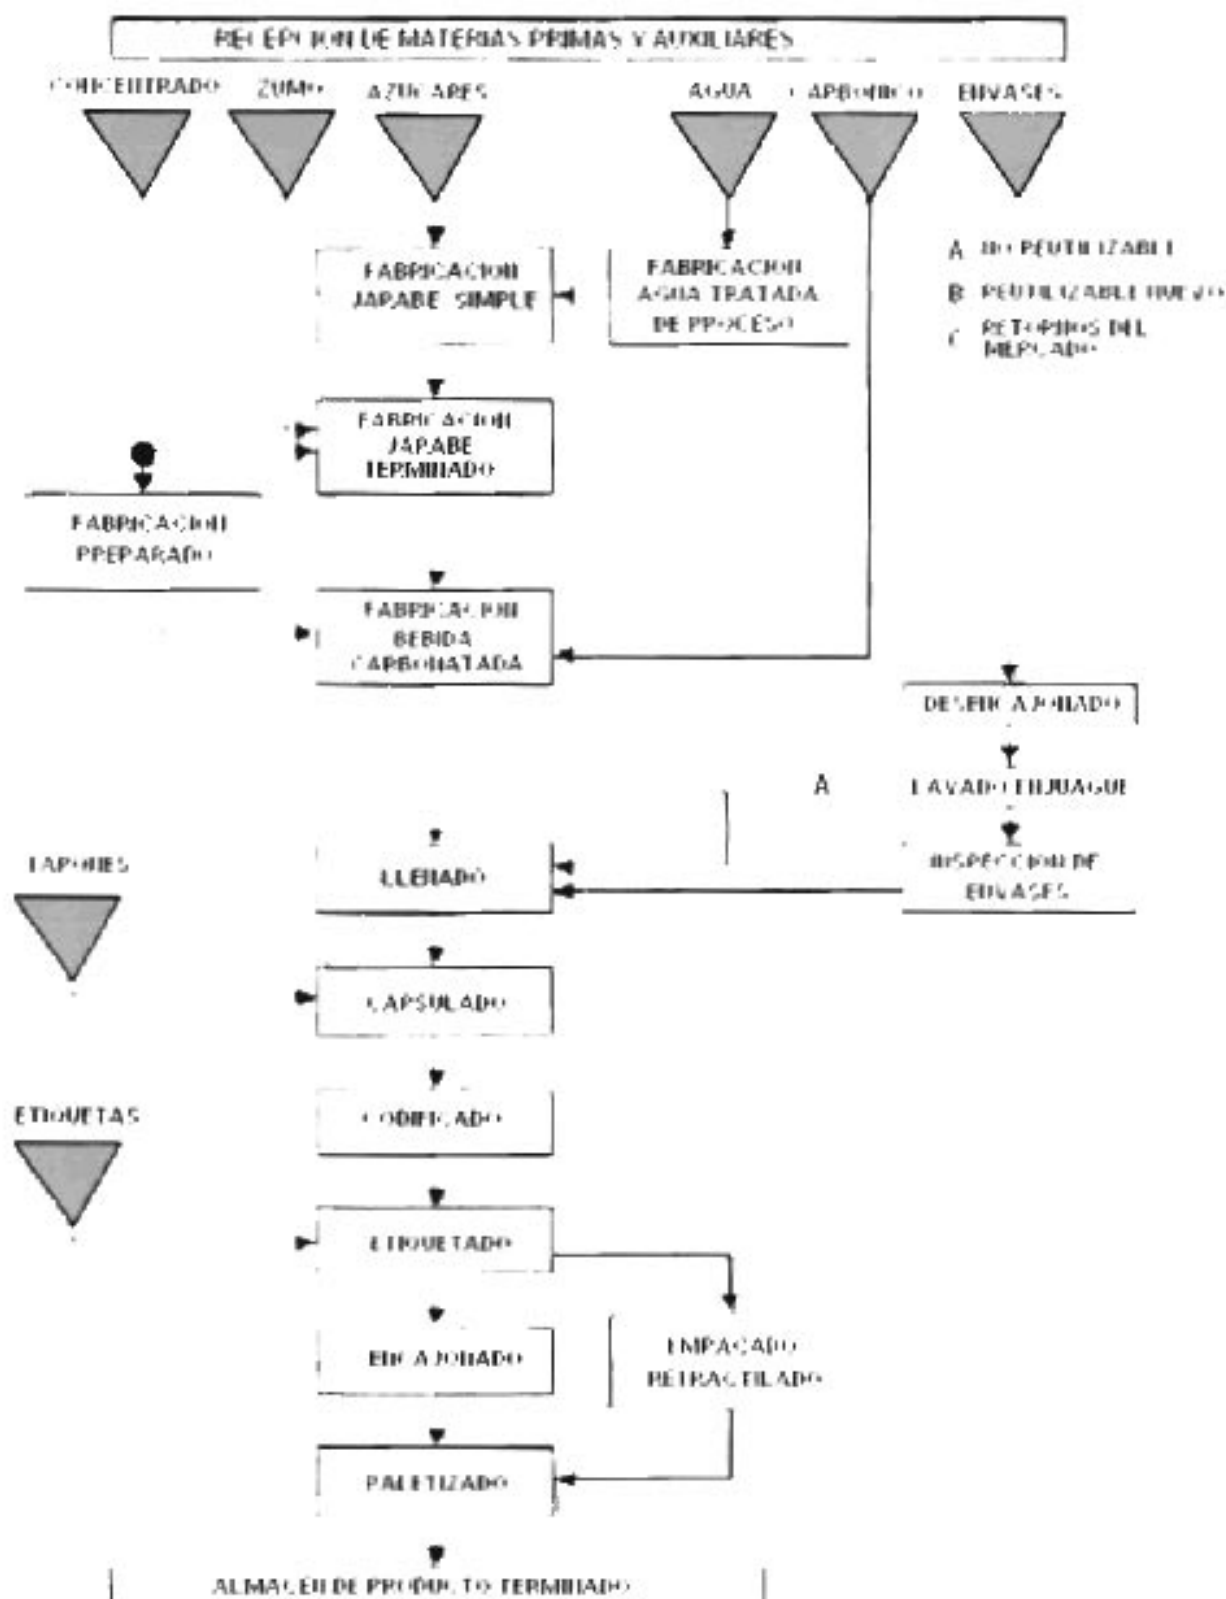 RECEPCION DE MATERIAS PRIMAS Y AUXILIARES
CONCENTRADO
ZUMO
AZUCARES
AGUA
CARBONICO
ENVASES
FABRICACION
JARABE SIMPLE
FABRICACION
AGUA TRATADA
DE PROCESO
A NO REUTILIZABLE
B REUTILIZABLE NUEVO
C RETORNOS DEL
MERCADO
FABRICACION
JARABE
TERMINADO
FABRICACION
PREPARADO
FABRICACION
BEBIDA
CARBONATADA
DESENCAJONADO
A
LAVADO ENJUAGUE
TAPONES
LLENADO
INSPECCION DE
ENVASES
CAPSULADO
ETIQUETAS
CODIFICADO
ETIQUETADO
ENCAJONADO
EMPACADO
RETRACTILADO
PALETIZADO
ALMACEN DE PRODUCTO TERMINADO